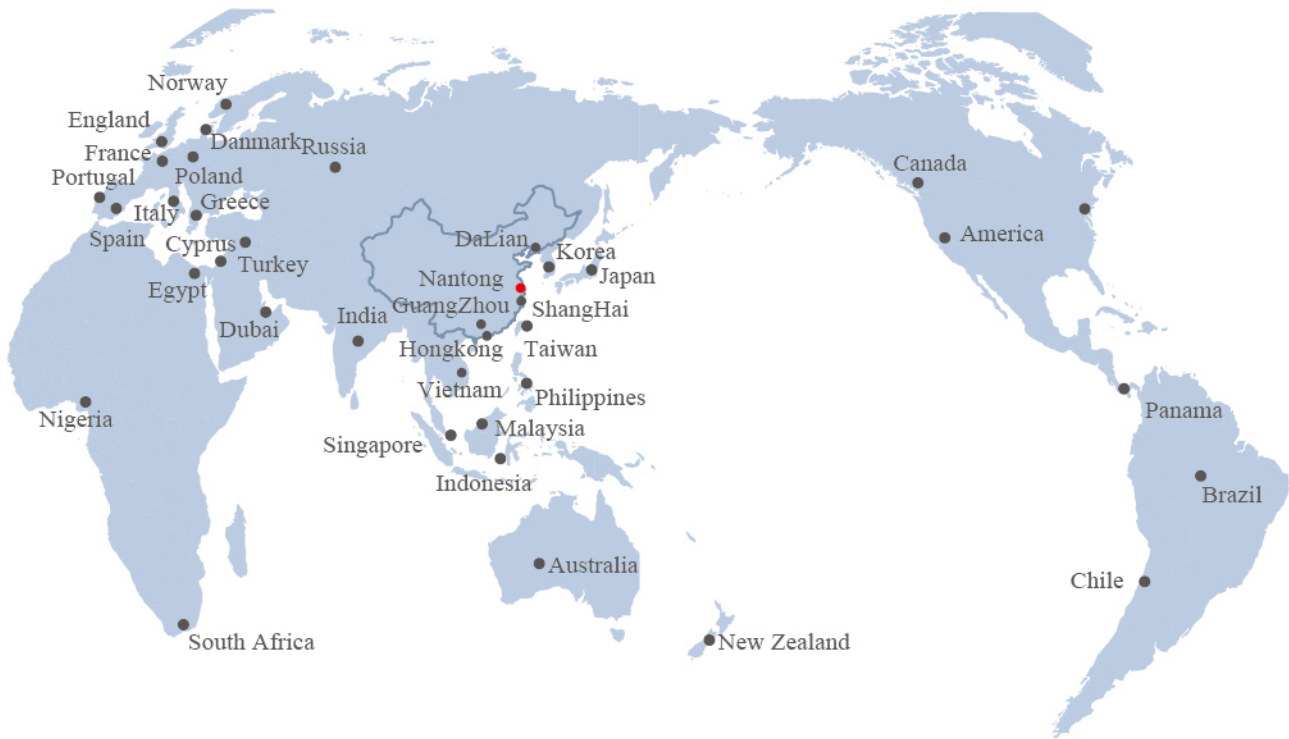 Norway
England
Danmark
Russia
France
Portugal
Poland
Canada
Italy
Greece
Spain
Cyprus
DaLian
America
Korea
Turkey
Japan
Nantong
Egypt
GuangZhou
ShangHai
India
Dubai
Hongkong
Taiwan
Vietnam
Philippines
Panama
Nigeria
Malaysia
Singapore
Indonesia
Brazil
Australia
Chile
South Africa
New Zealand